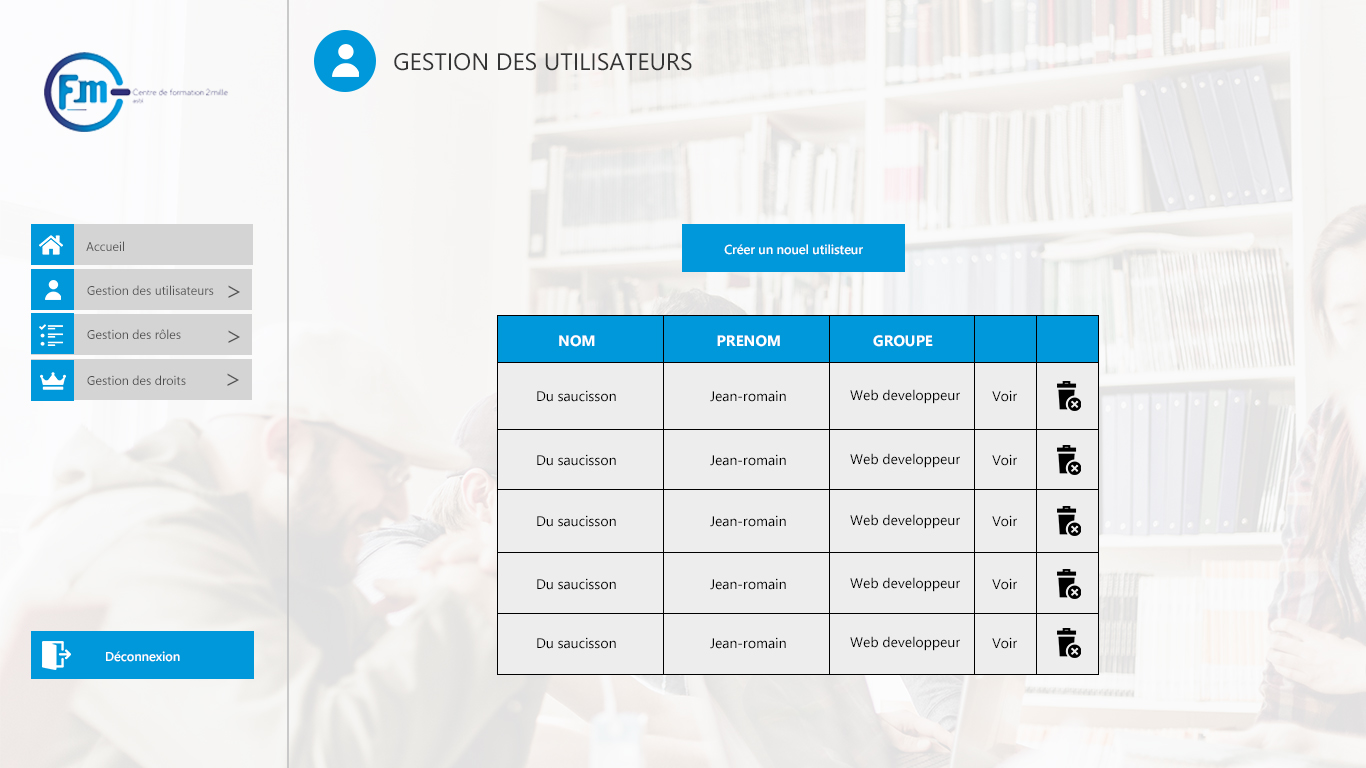 Fjm
Centre de formation 2mille
GESTION DES UTILISATEURS
Accueil
Gestion des utilisateurs >
Gestion des rôles >
Gestion des droits >
Déconnexion
Créer un nouel utilisteur
NOM PRENOM GROUPE
Du saucisson Jean-romain Web developpeur Voir
Du saucisson Jean-romain Web developpeur Voir
Du saucisson Jean-romain Web developpeur Voir
Du saucisson Jean-romain Web developpeur Voir
Du saucisson Jean-romain Web developpeur Voir